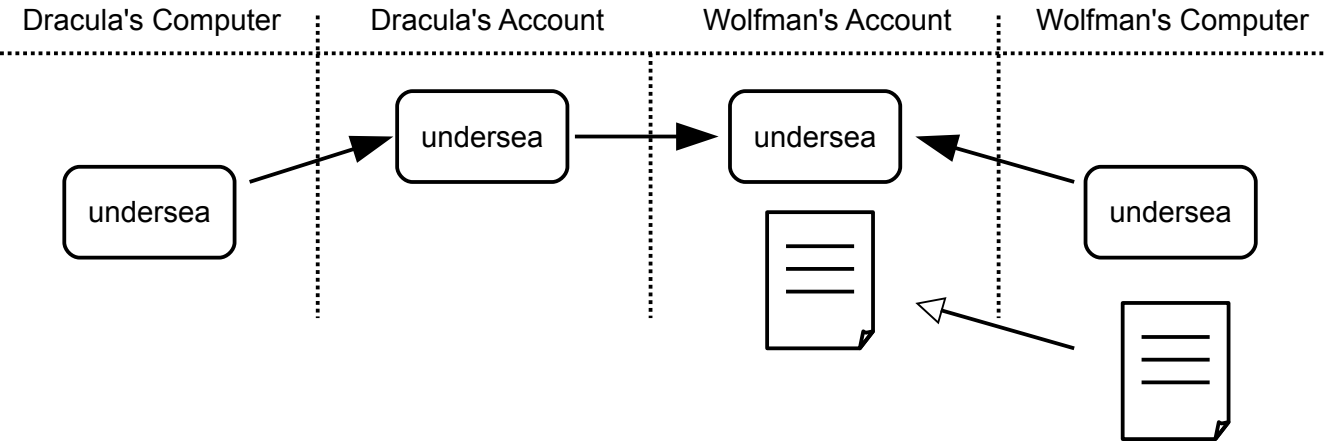 Dracula's Computer
Dracula's Account
Wolfman's Account
Wolfman's Computer
undersea
undersea
undersea
undersea